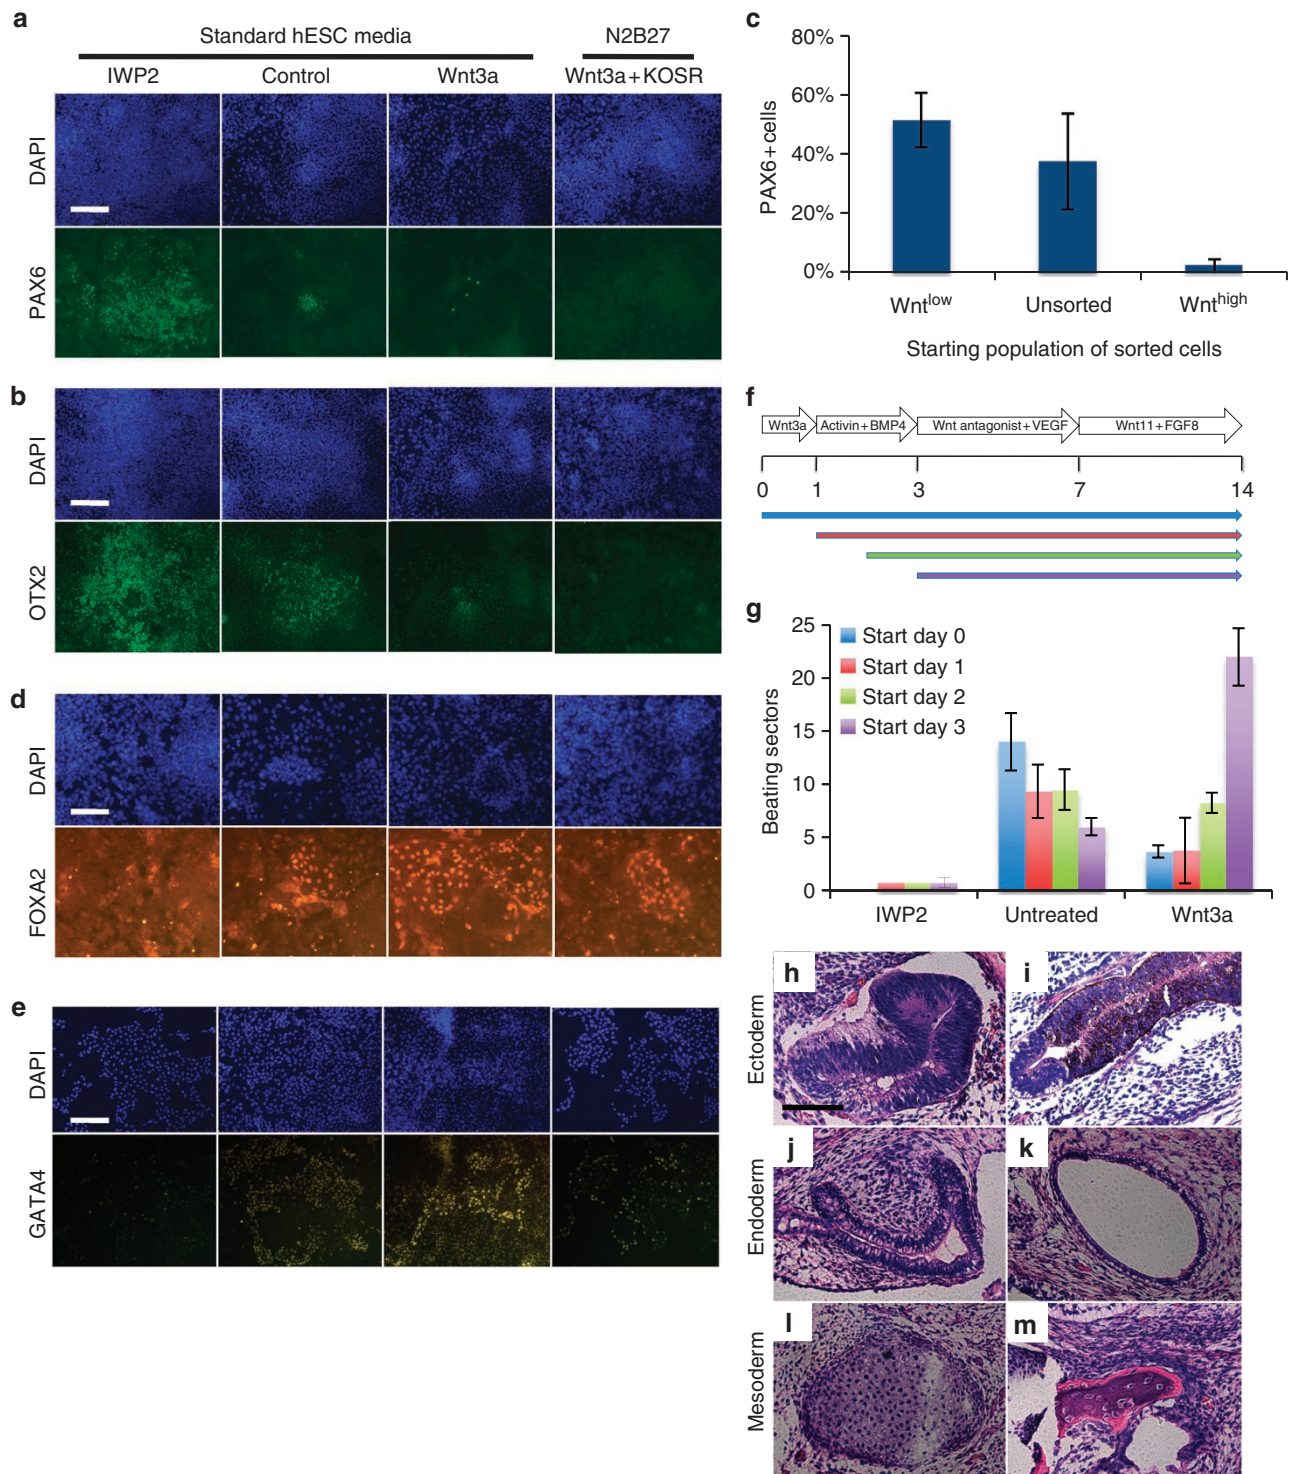 a
Standard hESC media
N2B27
IWP2
Control
Wnt3a
Wnt3a+KOSR
DAPI
PAX6
b
DAPI
OTX2
d
DAPI
FOXA2
e
DAPI
GATA4
c
80%
60%
40%
20%
0%
PAX6+cells
Wntlow
Unsorted
Wnthigh
Starting population of sorted cells
f
Wnt3a
Activin+BMP4
Wnt antagonist+VEGF
Wnt11+FGF8
0
1
3
7
14
g
25
20
15
10
5
0
Beating sectors
Start day 0
Start day 1
Start day 2
Start day 3
IWP2
Untreated
Wnt3a
Ectoderm
h
i
Endoderm
j
k
Mesoderm
l
m